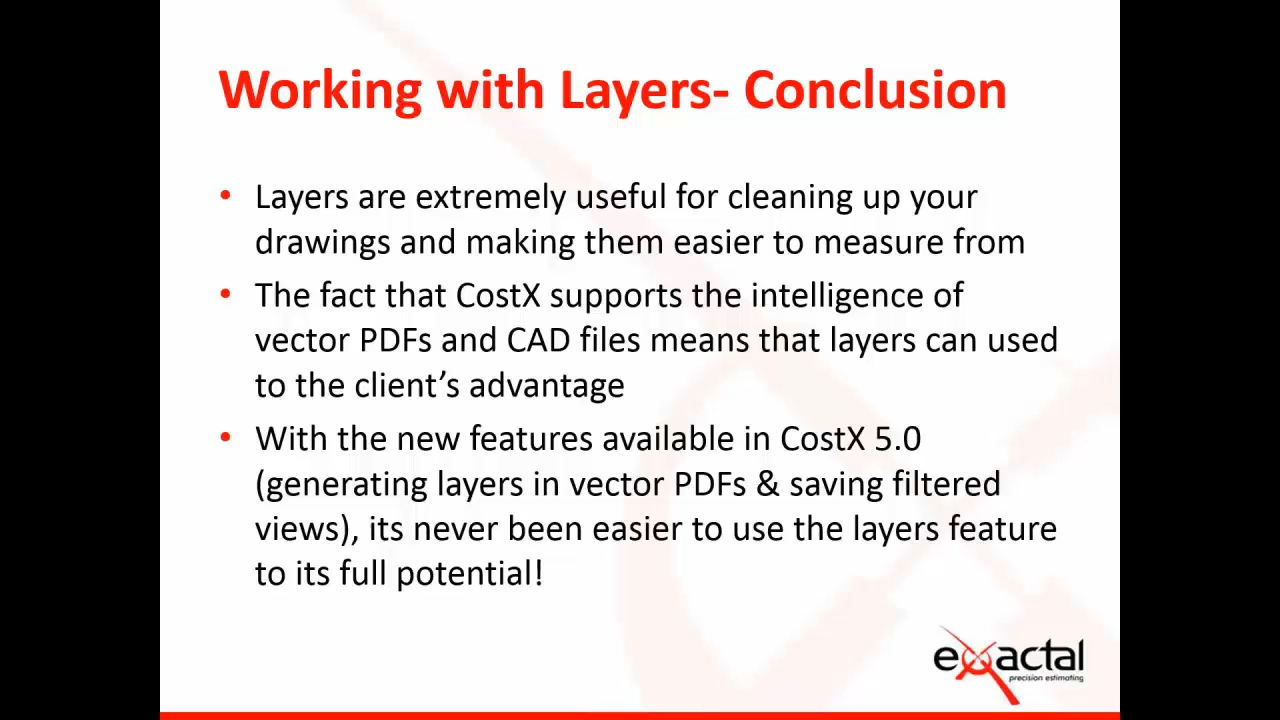 Working with Layers- Conclusion
• Layers are extremely useful for cleaning up your
drawings and making them easier to measure from
• The fact that CostX supports the intelligence of
vector PDFs and CAD files means that layers can used
to the client’s advantage
• With the new features available in CostX 5.0
(generating layers in vector PDFs & saving filtered
views), its never been easier to use the layers feature
to its full potential!
exactal
precision estimating